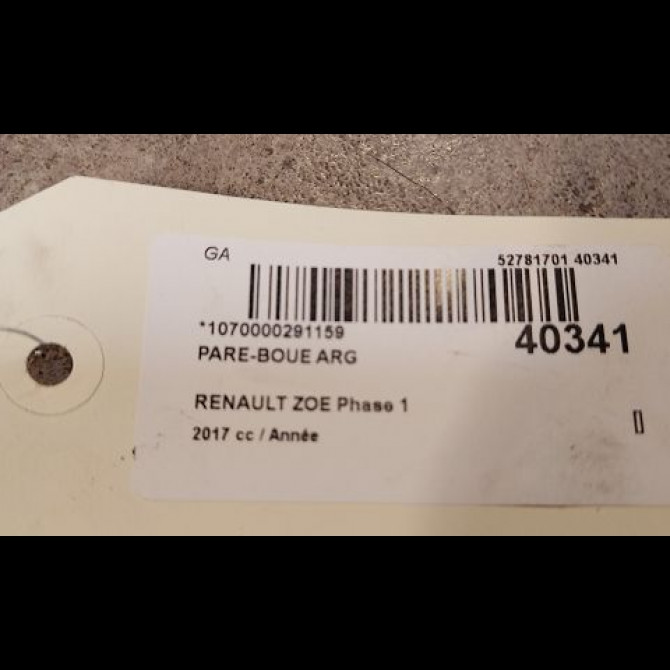 GA 52781701 40341
*1070000291159 40341
PARE-BOUE ARG
RENAULT ZOE Phase 1
2017 cc / Année